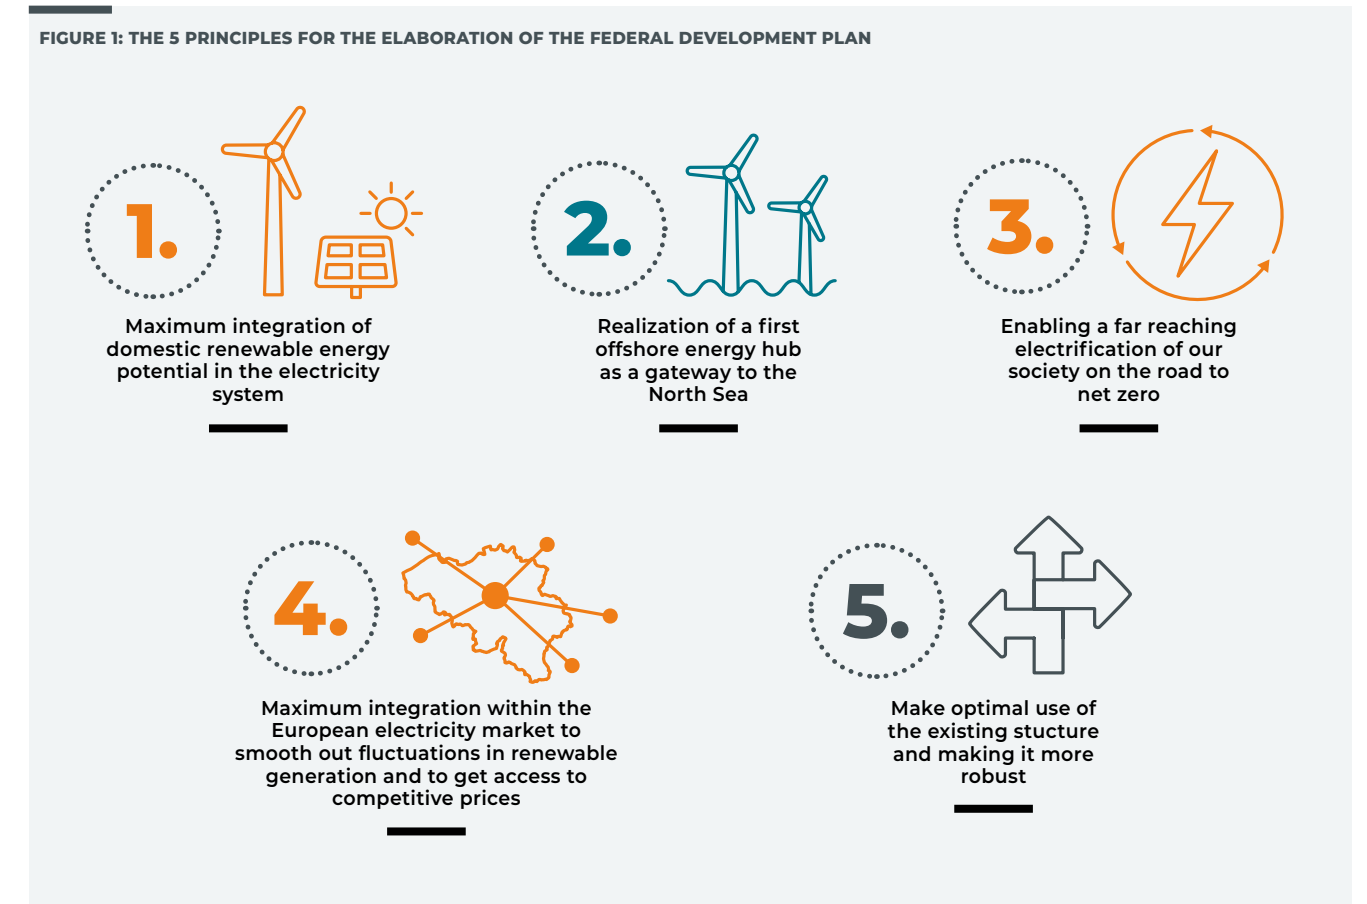 FIGURE 1: THE 5 PRINCIPLES FOR THE ELABORATION OF THE FEDERAL DEVELOPMENT PLAN
1.
Maximum integration of
domestic renewable energy
potential in the electricity
system
2.
Realization of a first
offshore energy hub
as a gateway to the
North Sea
3.
Enabling a far reaching
electrification of our
society on the road to
net zero
4.
Maximum integration within the
European electricity market to
smooth out fluctuations in renewable
generation and to get access to
competitive prices
5.
Make optimal use of
the existing stucture
and making it more
robust